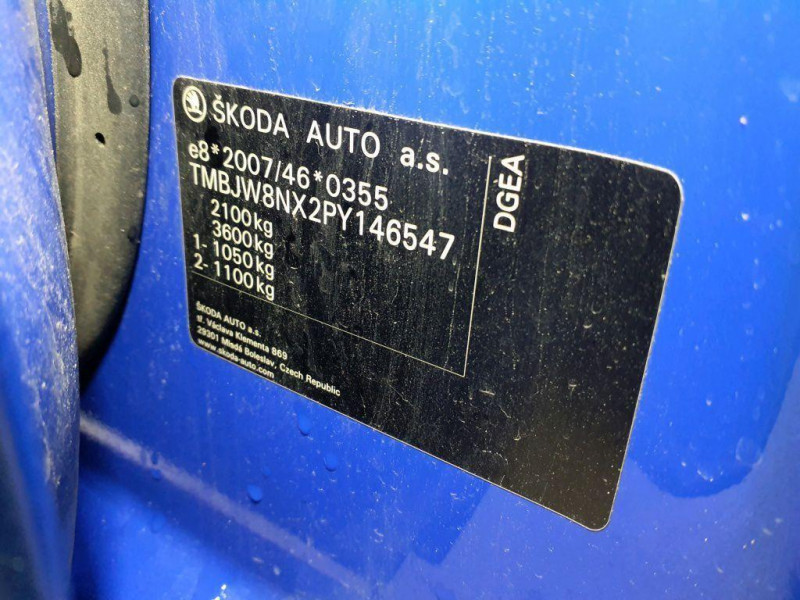 ŠKODA AUTO a.s.
e8*2007/46*0355
TMBJW8NX2PY146547
2100kg
3600kg
1- 1050kg
2- 1100kg
DGEA
ŠKODA AUTO a.s.
tř. Václava Klementa 869
29301 Mladá Boleslav, Czech Republic
www.skoda-auto.com